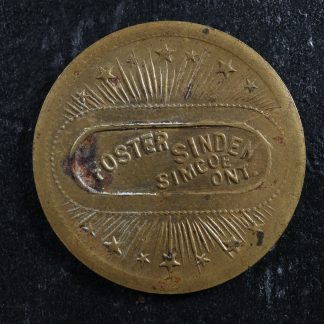 FOSTER SINDEN
SIMCOE
ONT.